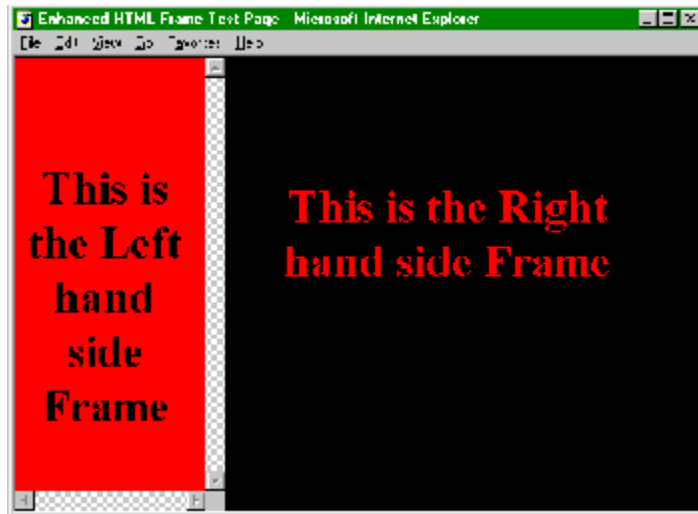 Enhanced HTML Frame Test Page - Microsoft Internet Explorer
File Edit View Go Favorites Help
This is
the Left
hand
side
Frame
This is the Right
hand side Frame